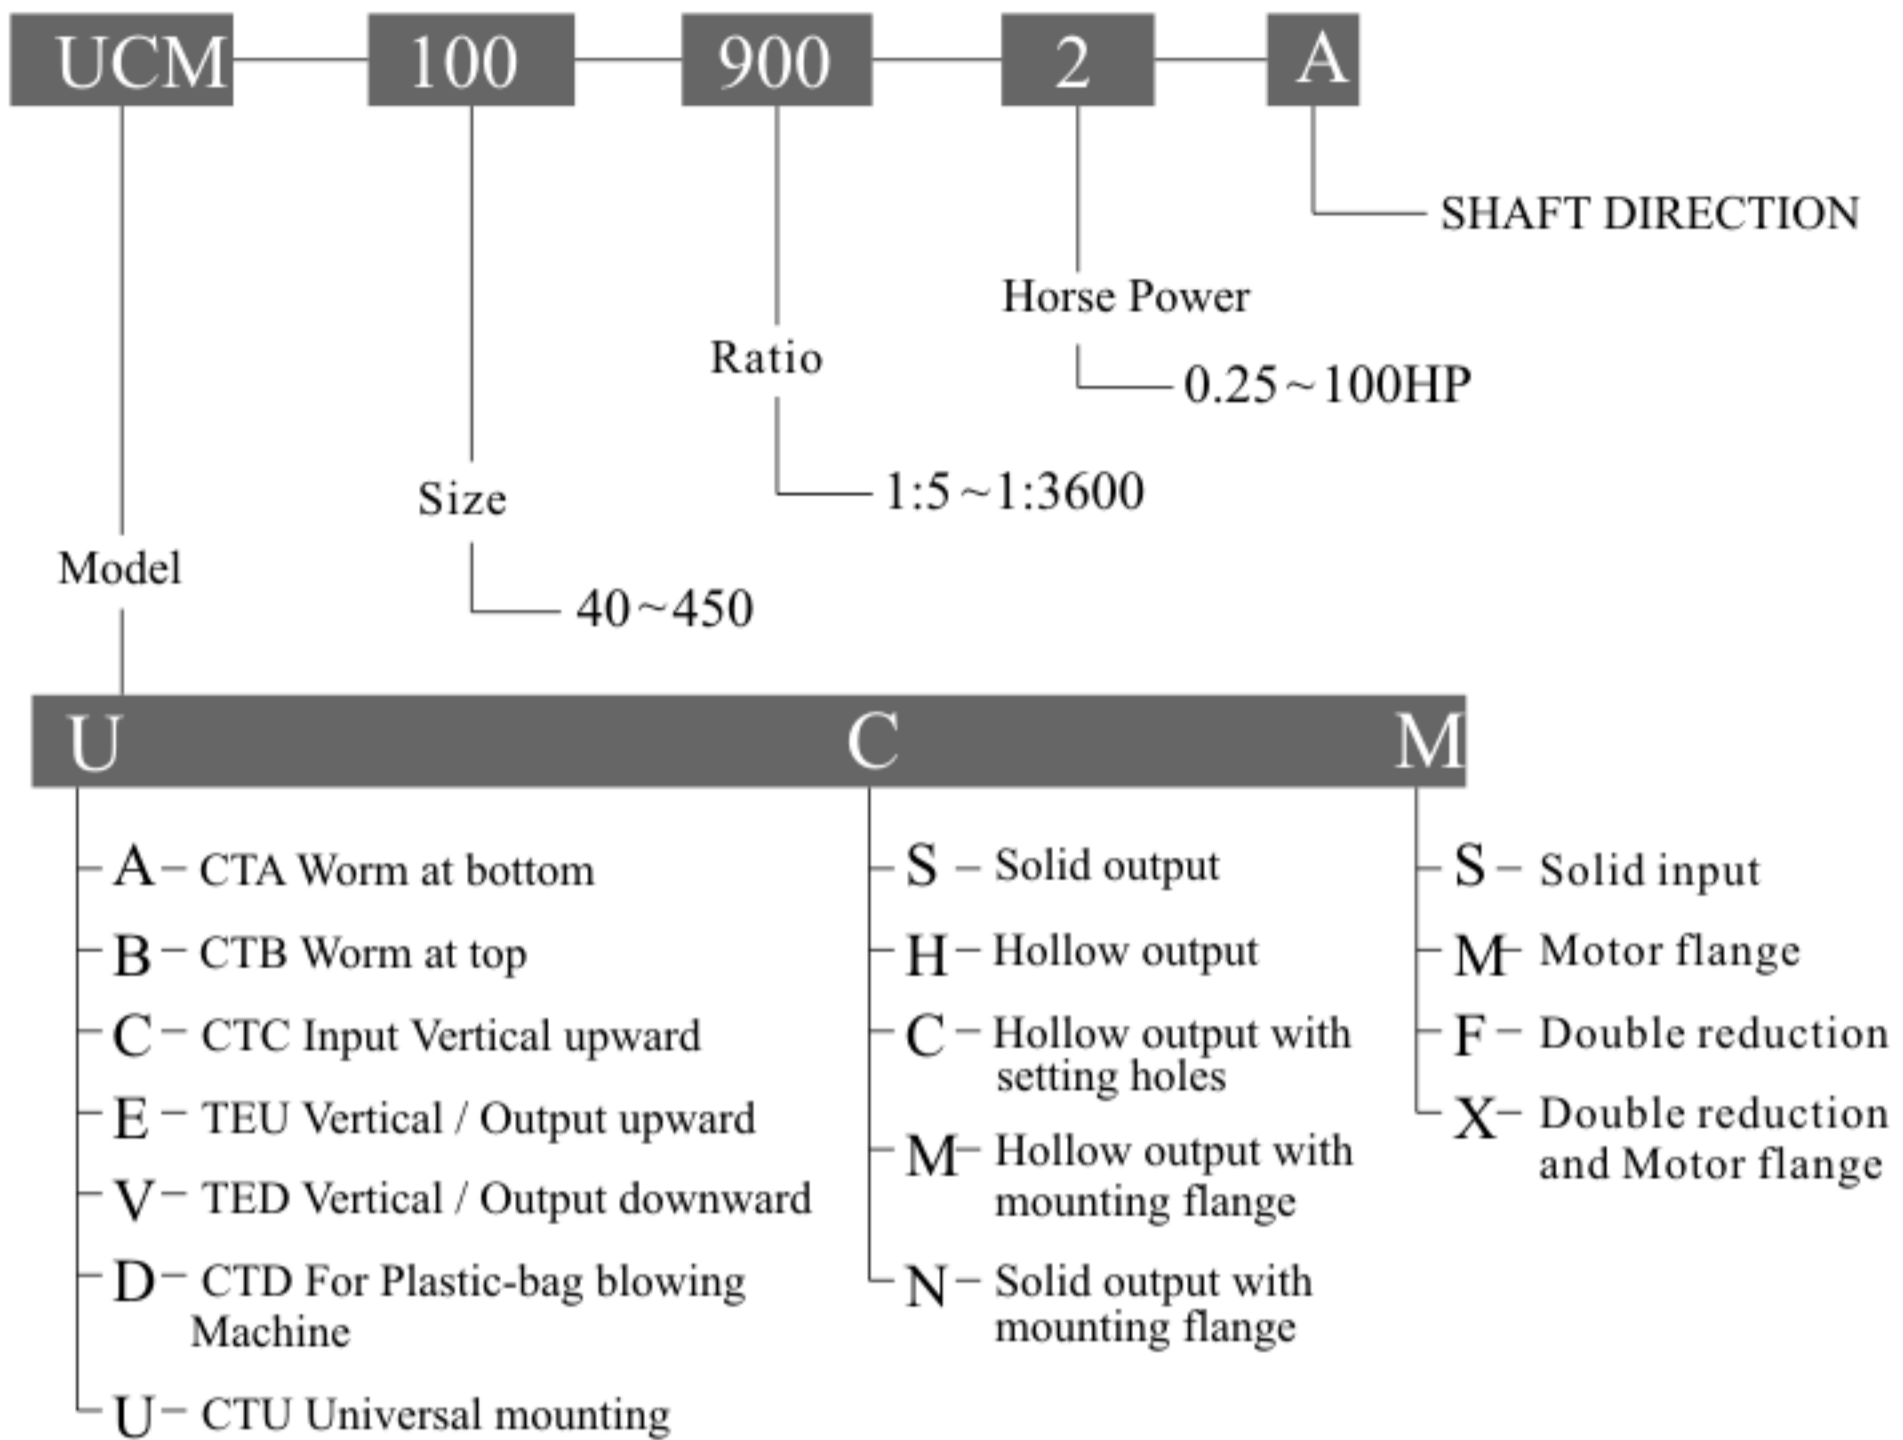 UCM 100 900 2 A
SHAFT DIRECTION
Horse Power
0.25~100HP
Ratio
1:5~1:3600
Size
40~450
Model
U C M
A CTA Worm at bottom
B CTB Worm at top
C CTC Input Vertical upward
E TEU Vertical / Output upward
V TED Vertical / Output downward
D CTD For Plastic-bag blowing
Machine
U CTU Universal mounting
S Solid output
H Hollow output
C Hollow output with
setting holes
M Hollow output with
mounting flange
N Solid output with
mounting flange
S Solid input
M Motor flange
F Double reduction
X Double reduction
and Motor flange